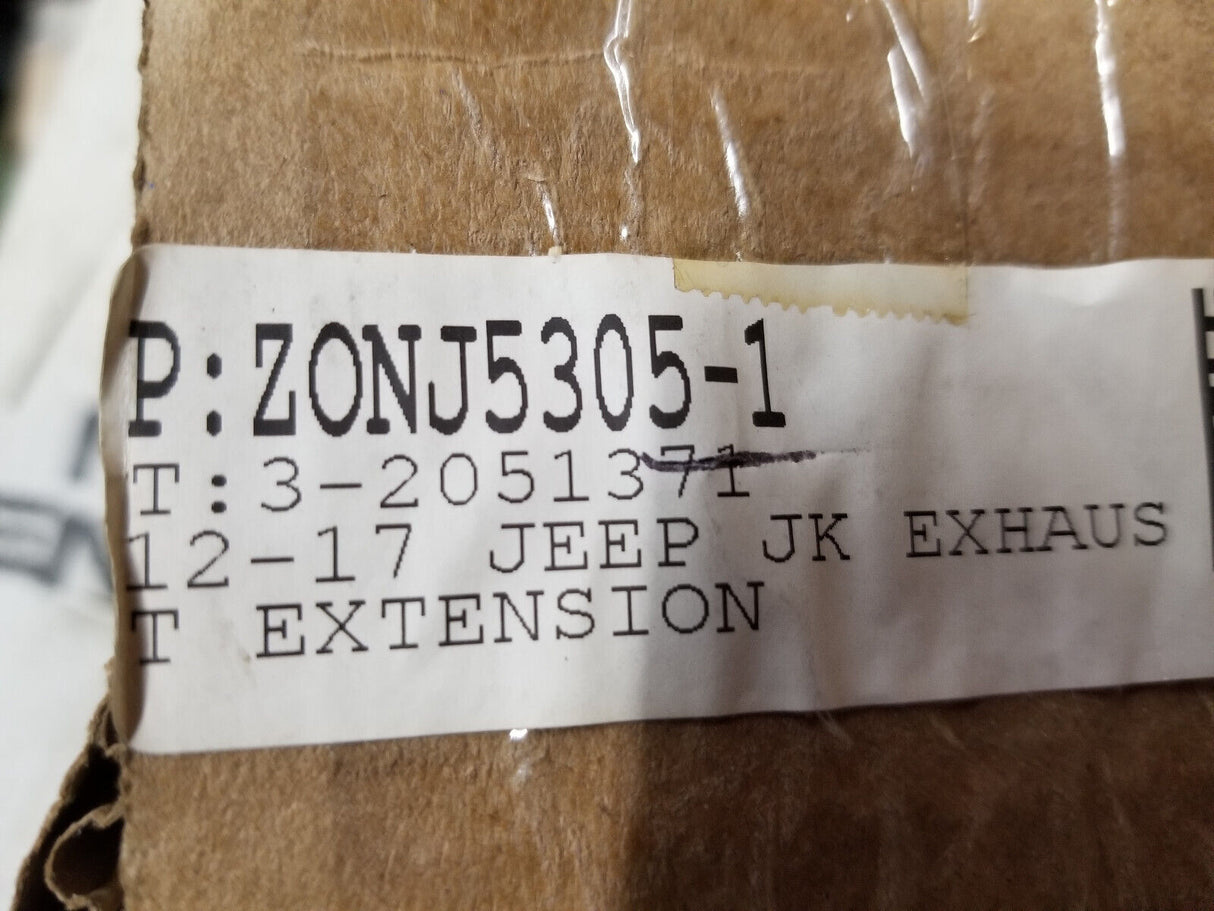 P:ZONJ5305-1
T:3-2051371
12-17 JEEP JK EXHAUS
T EXTENSION